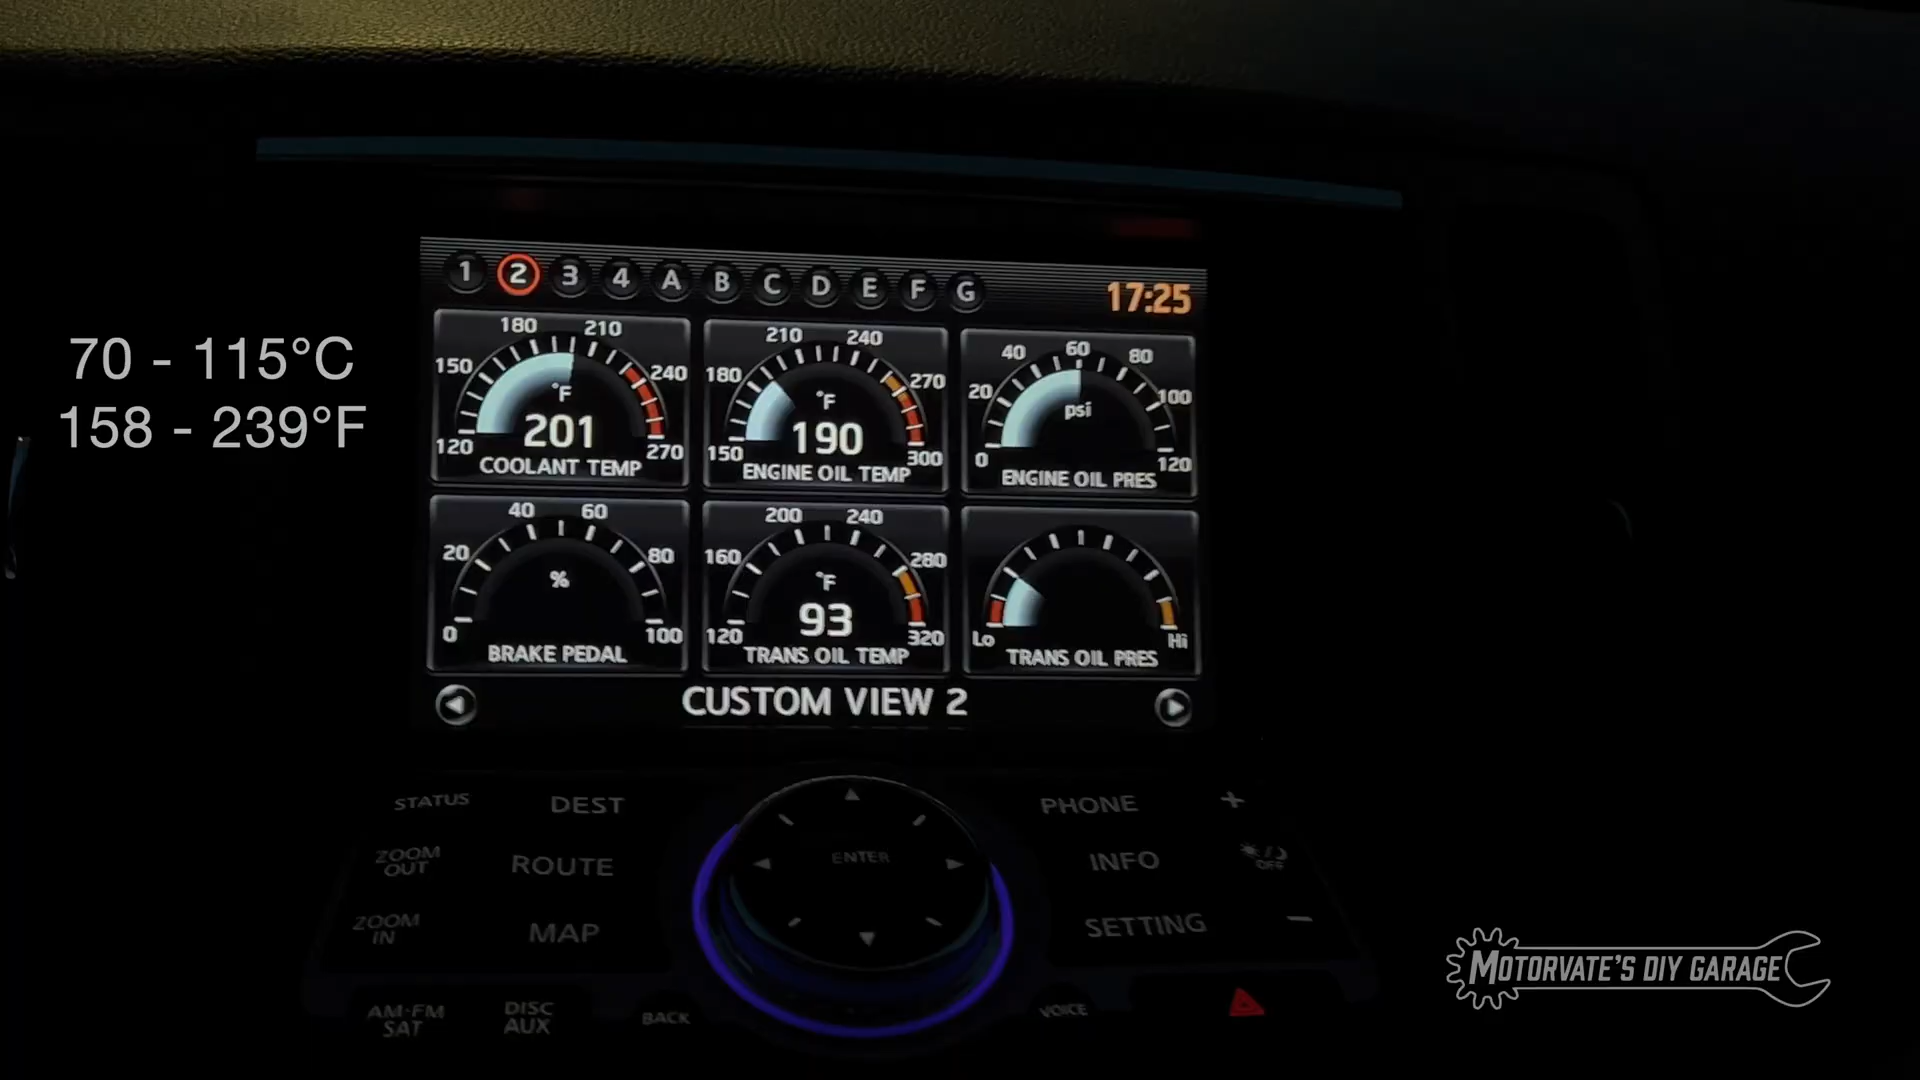 1 2 3 4 A B C D E F G
17:25
70 - 115°C
158 - 239°F
120 150 180 210 240 270
°F
201
COOLANT TEMP
150 180 210 240 270 300
°F
190
ENGINE OIL TEMP
0 20 40 60 80 100 120
psi
ENGINE OIL PRES
0 20 40 60 80 100
%
BRAKE PEDAL
120 160 200 240 280 320
°F
93
TRANS OIL TEMP
Lo Hi
TRANS OIL PRES
CUSTOM VIEW 2
STATUS
DEST
PHONE
+
ZOOM
OUT
ROUTE
ENTER
INFO
OFF
ZOOM
IN
MAP
SETTING
−
AM·FM
SAT
DISC
AUX
BACK
VOICE
MOTORVATE'S DIY GARAGE